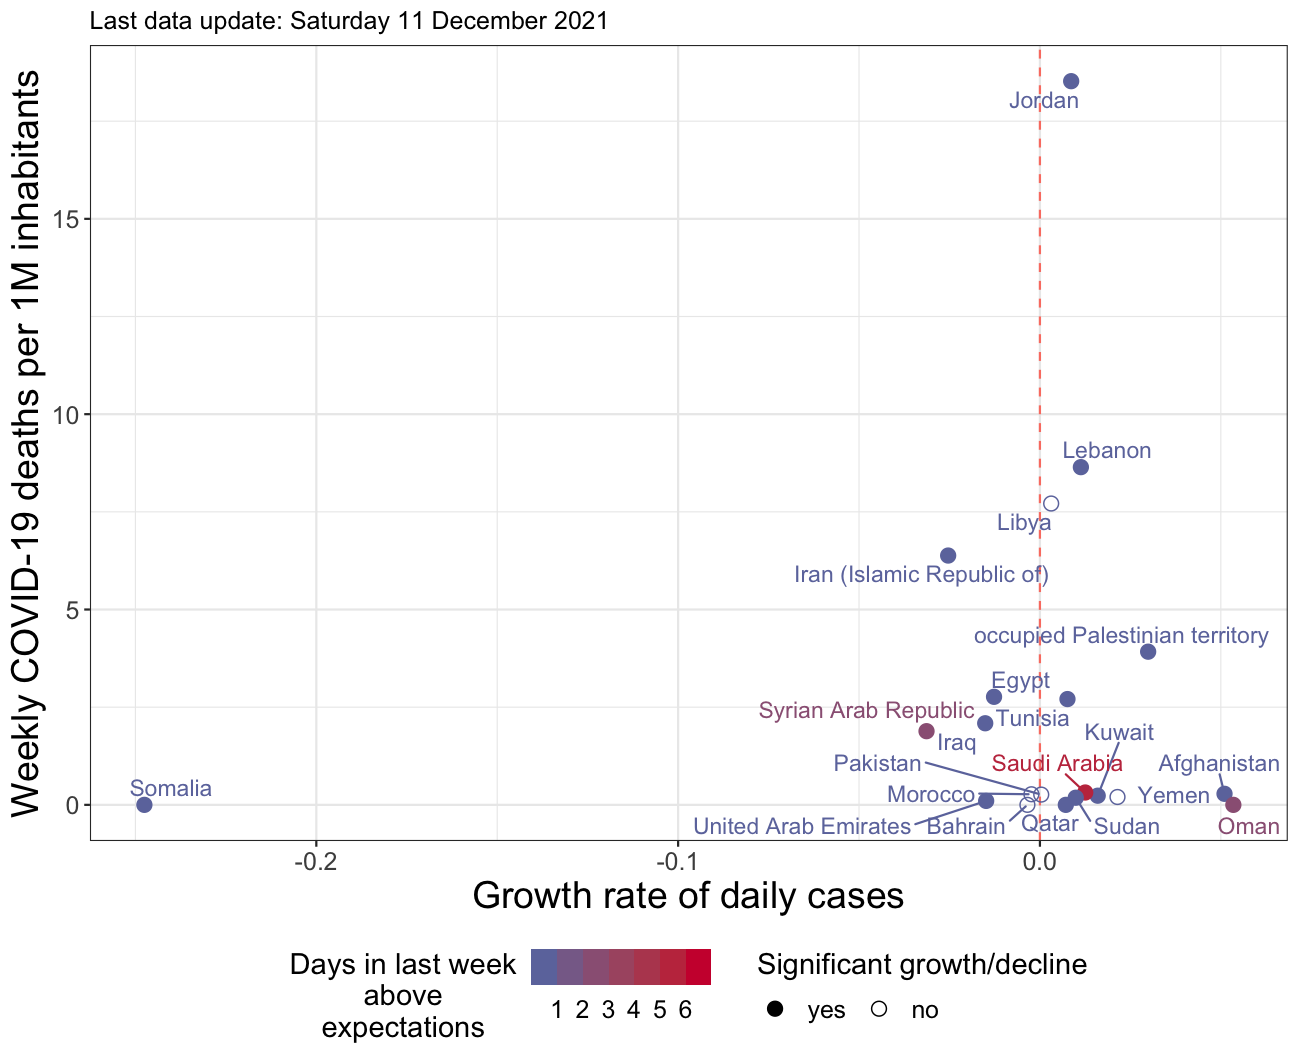 Last data update: Saturday 11 December 2021
Weekly COVID-19 deaths per 1M inhabitants
15
10
5
0
Jordan
Lebanon
Libya
Iran (Islamic Republic of)
occupied Palestinian territory
Egypt
Syrian Arab Republic
Tunisia
Kuwait
Iraq
Pakistan
Saudi Arabia
Afghanistan
Somalia
Morocco
Yemen
United Arab Emirates
Bahrain
Qatar
Sudan
Oman
-0.2
-0.1
0.0
Growth rate of daily cases
Days in last week
above
expectations
1 2 3 4 5 6
Significant growth/decline
yes
no